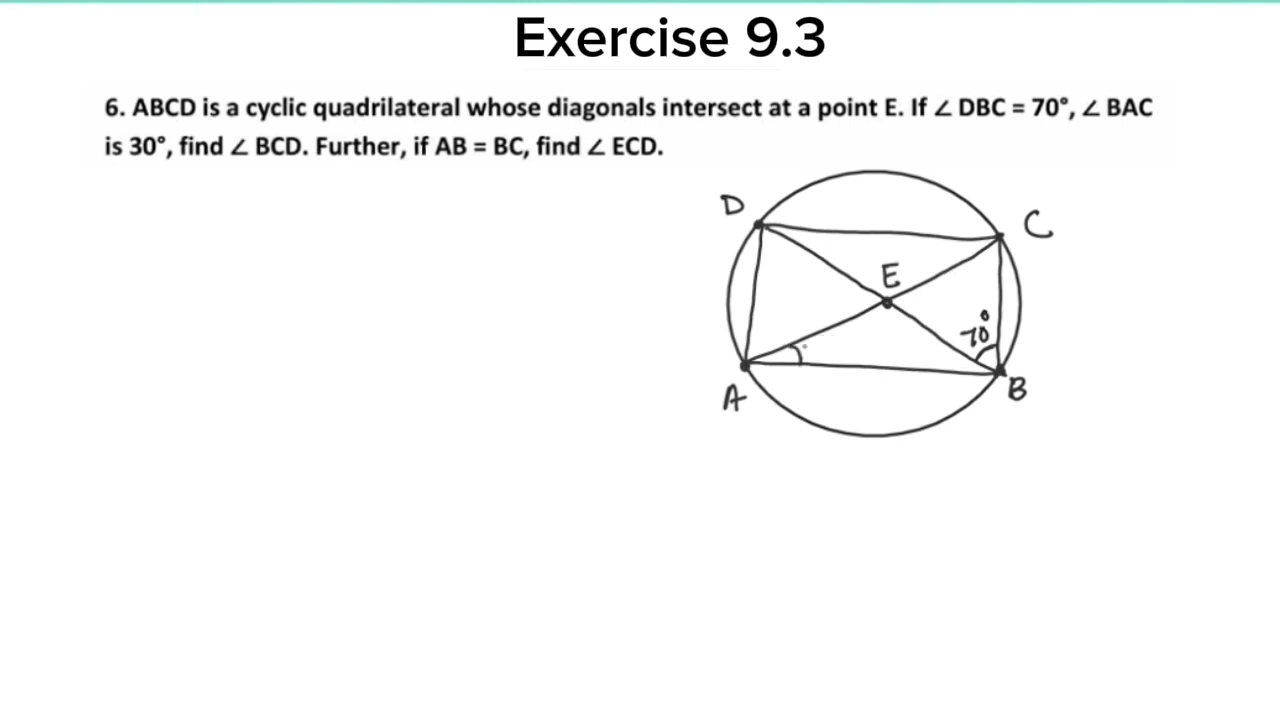 Exercise 9.3
6. ABCD is a cyclic quadrilateral whose diagonals intersect at a point E. If ∠ DBC = 70°, ∠ BAC
is 30°, find ∠ BCD. Further, if AB = BC, find ∠ ECD.
D
C
E
70°
A
B